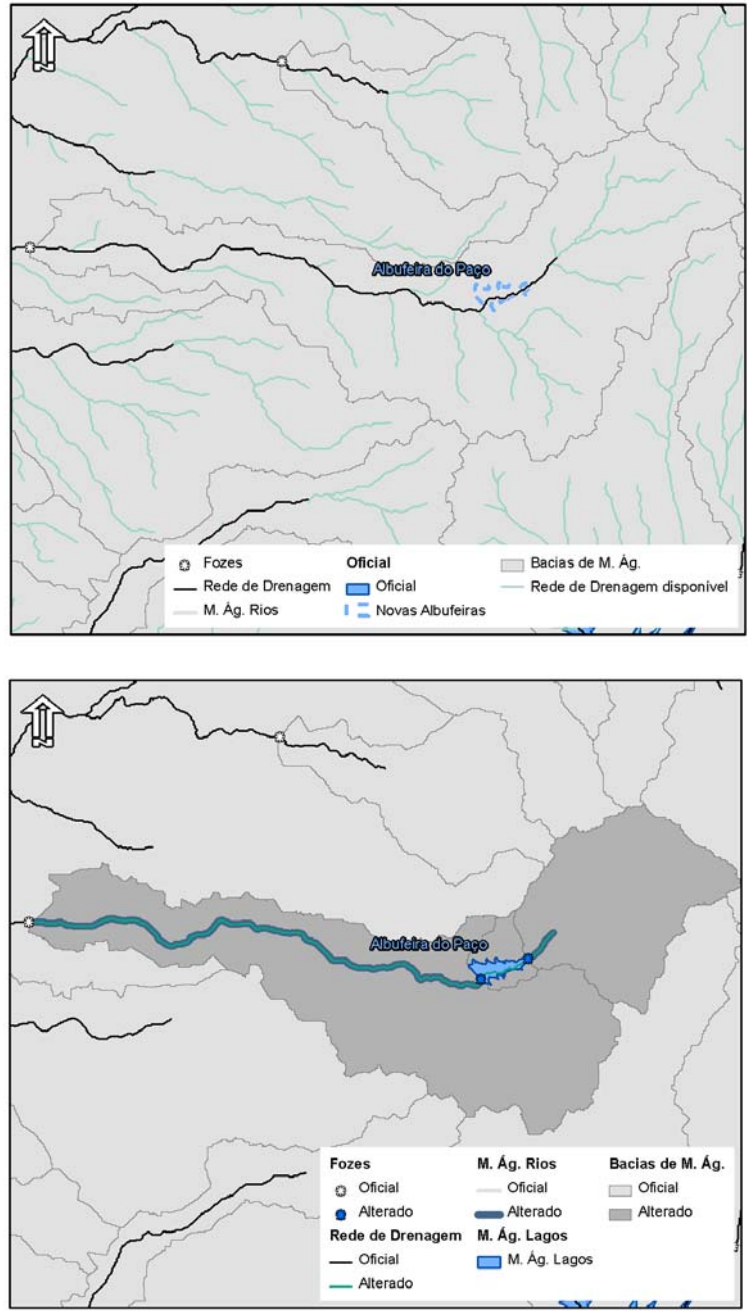 N
Albufeira do Paço
Fozes
Rede de Drenagem
M. Ág. Rios
Oficial
Oficial
Novas Albufeiras
Bacias de M. Ág.
Rede de Drenagem disponível
N
Albufeira do Paço
Fozes
Oficial
Alterado
Rede de Drenagem
Oficial
Alterado
M. Ág. Rios
Oficial
Alterado
M. Ág. Lagos
M. Ág. Lagos
Bacias de M. Ág.
Oficial
Alterado